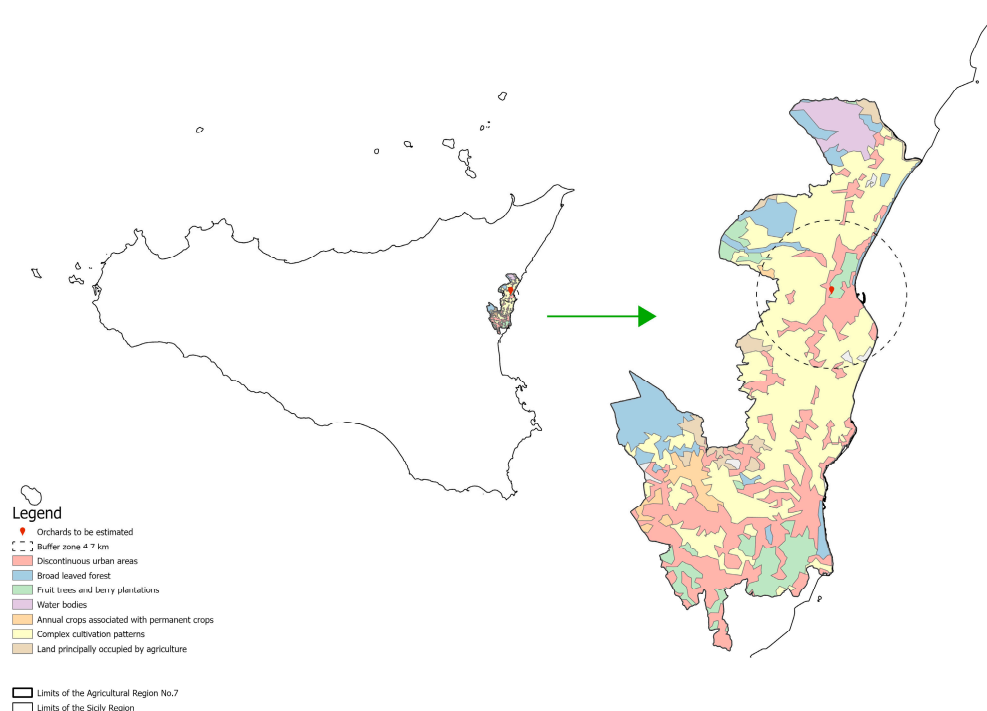 Legend
Orchards to be estimated
Buffer zone 4.7 km
Discontinuous urban areas
Broad leaved forest
Fruit trees and berry plantations
Water bodies
Annual crops associated with permanent crops
Complex cultivation patterns
Land principally occupied by agriculture
Limits of the Agricultural Region No.7
Limits of the Sicily Region